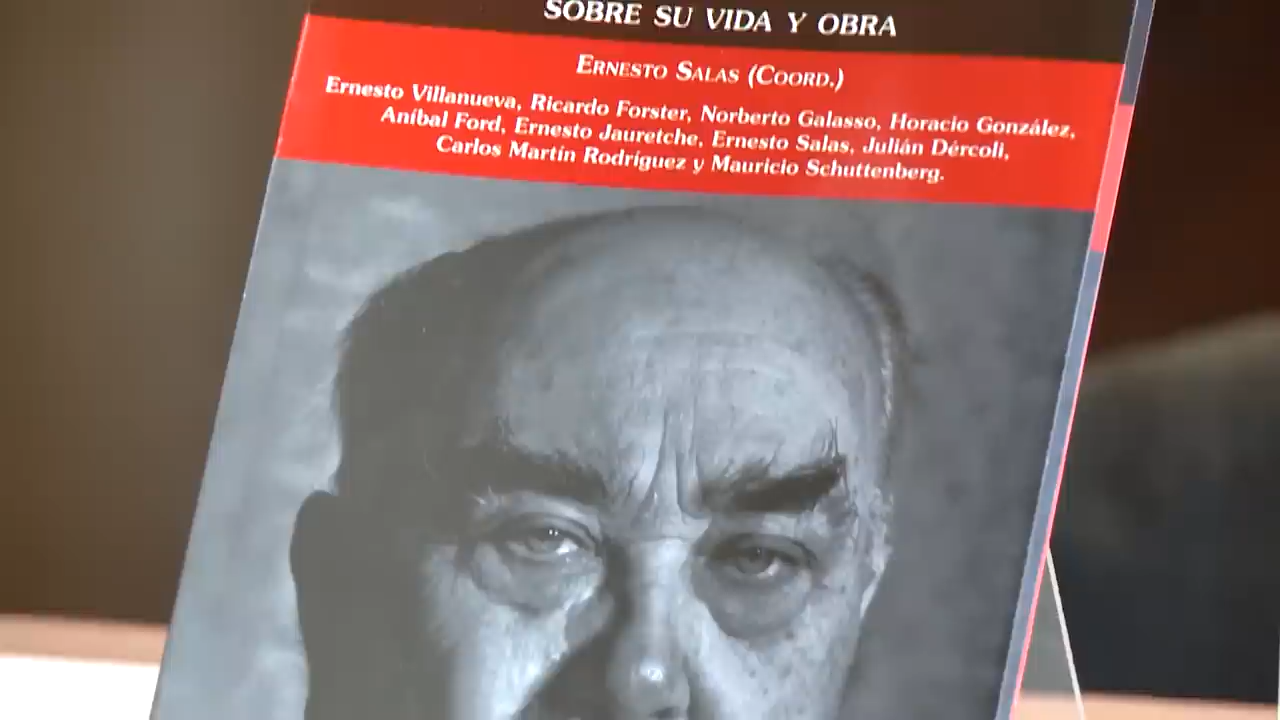 SOBRE SU VIDA Y OBRA
ERNESTO SALAS (COORD.)
Ernesto Villanueva, Ricardo Forster, Norberto Galasso, Horacio González,
Aníbal Ford, Ernesto Jauretche, Ernesto Salas, Julián Dércoli,
Carlos Martín Rodríguez y Mauricio Schuttenberg.